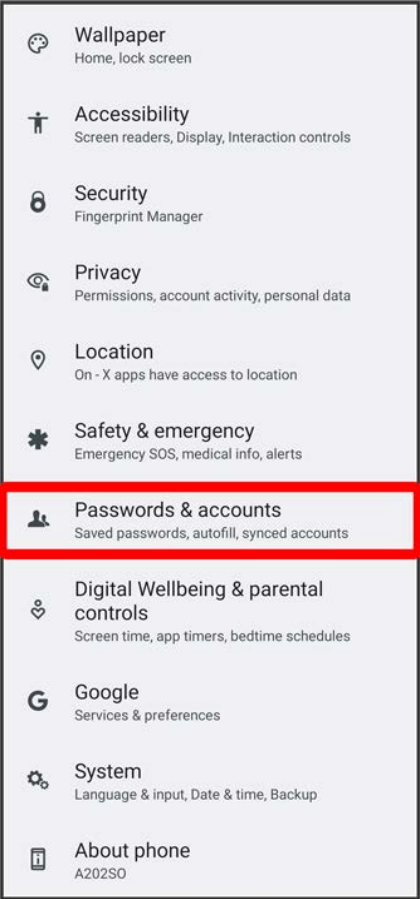 Wallpaper
Home, lock screen
Accessibility
Screen readers, Display, Interaction controls
Security
Fingerprint Manager
Privacy
Permissions, account activity, personal data
Location
On - X apps have access to location
Safety & emergency
Emergency SOS, medical info, alerts
Passwords & accounts
Saved passwords, autofill, synced accounts
Digital Wellbeing & parental
controls
Screen time, app timers, bedtime schedules
Google
Services & preferences
System
Language & input, Date & time, Backup
About phone
A202SO